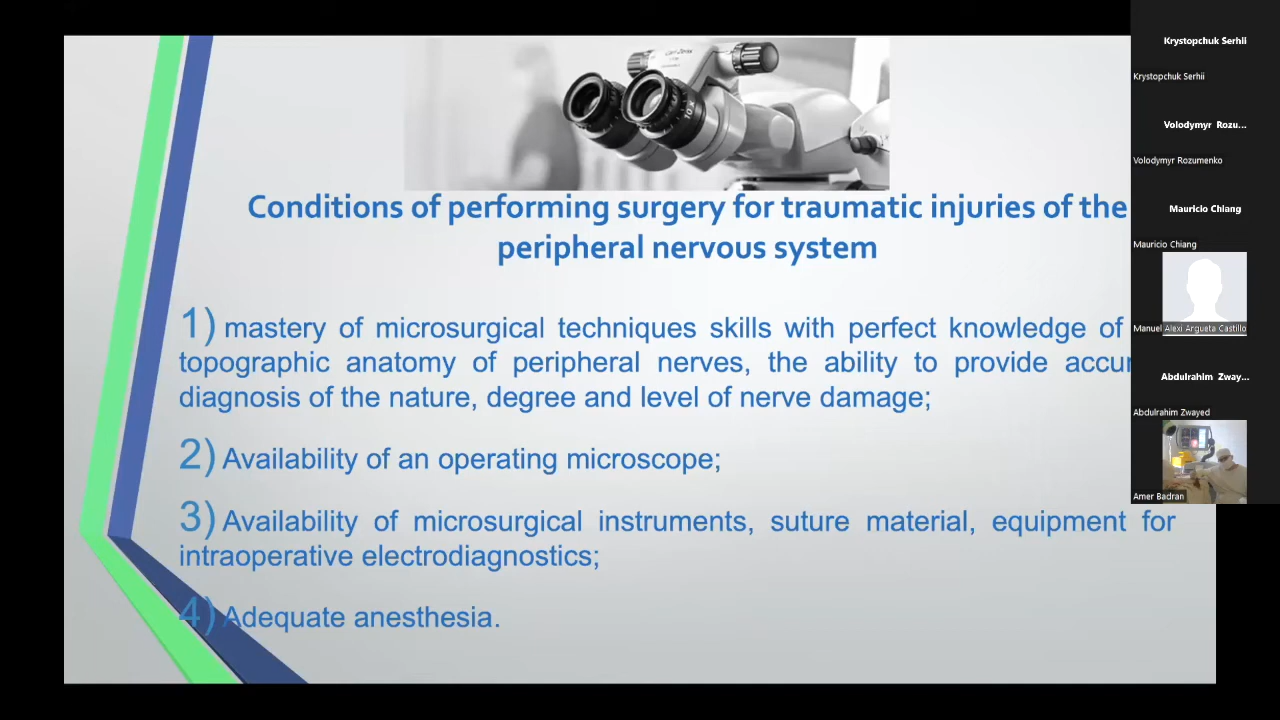 Conditions of performing surgery for traumatic injuries of the
peripheral nervous system
1) mastery of microsurgical techniques skills with perfect knowledge of
topographic anatomy of peripheral nerves, the ability to provide
diagnosis of the nature, degree and level of nerve damage;
2) Availability of an operating microscope;
3) Availability of microsurgical instruments, suture material, equipment for
intraoperative electrodiagnostics;
4) Adequate anesthesia.
10x
Krystopchuk Serhii
Krystopchuk Serhii
Volodymyr Rozu...
Volodymyr Rozumenko
Mauricio Chiang
Mauricio Chiang
Manuel Alexi Argueta Castillo
Abdulrahim Zway...
Abdulrahim Zwayed
Amer Badran